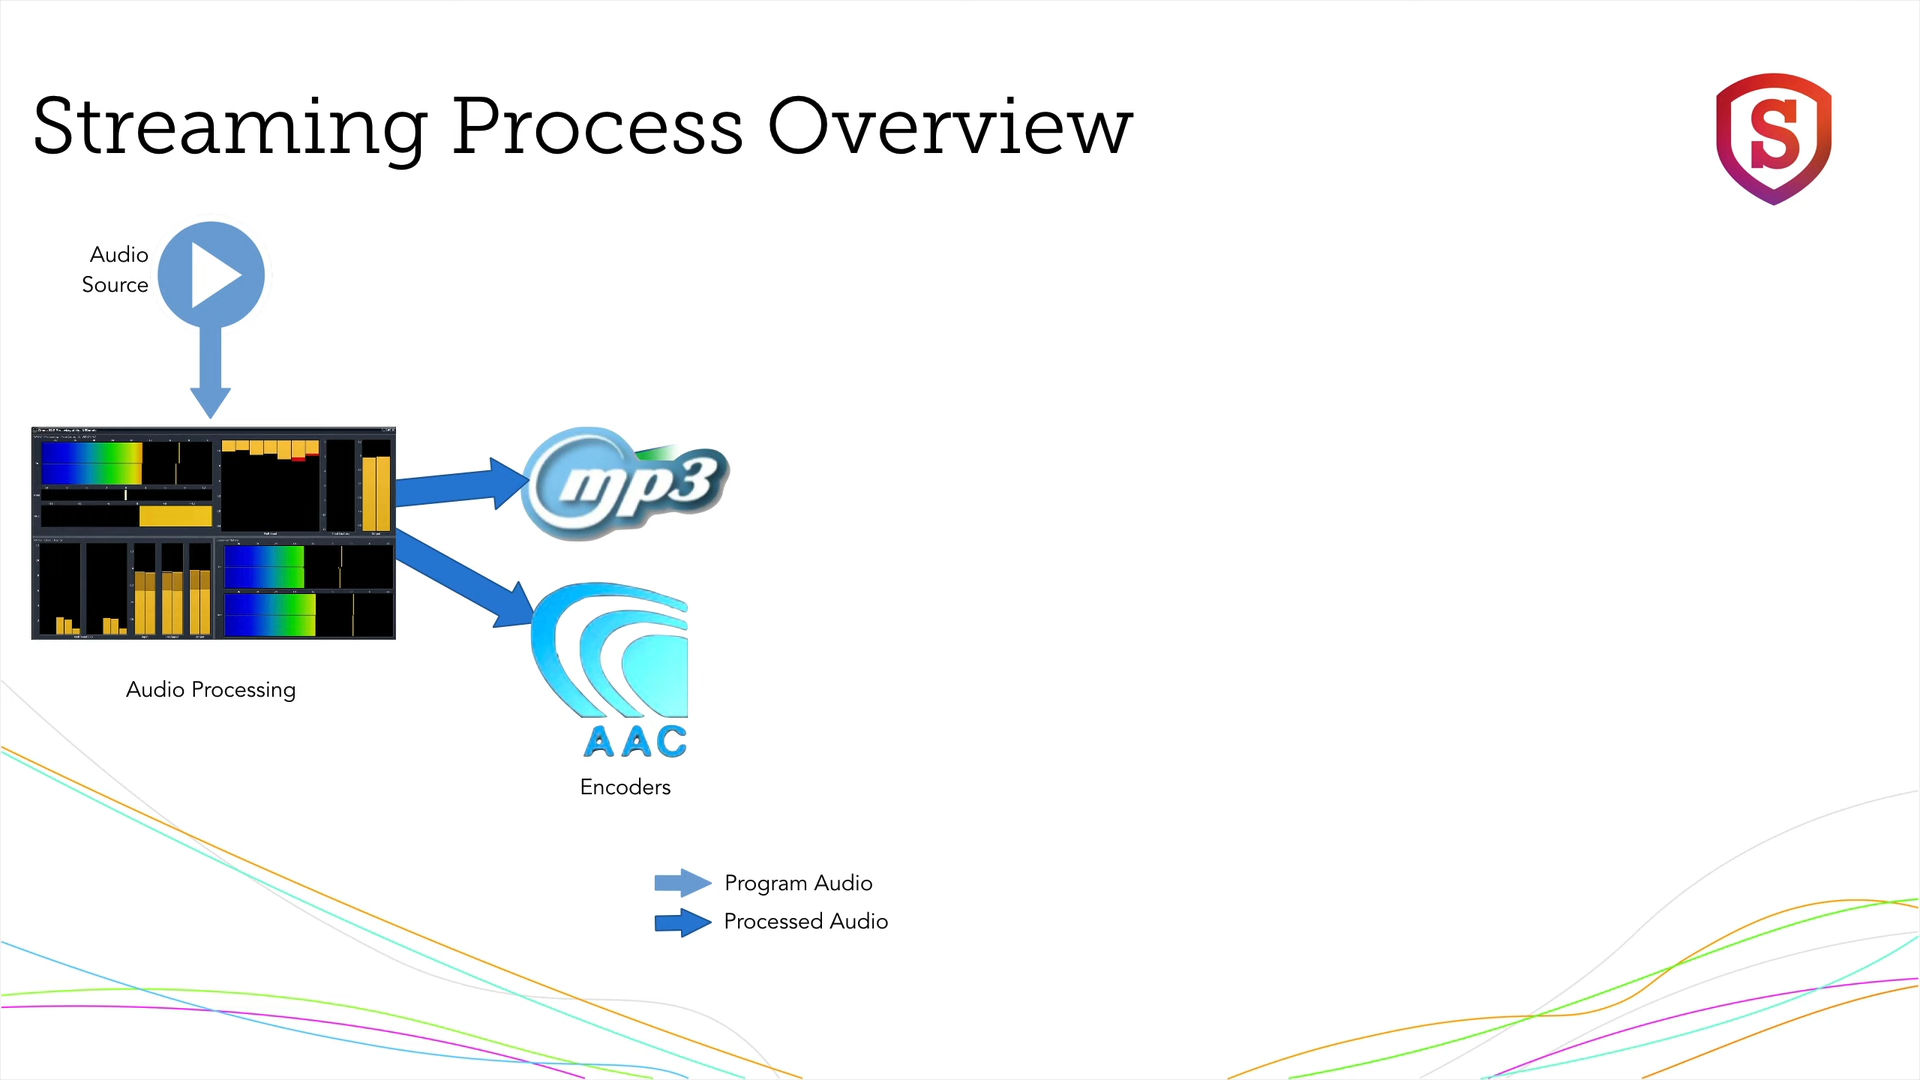 Streaming Process Overview
S
Audio
Source
mp3
Audio Processing
AAC
Encoders
Program Audio
Processed Audio